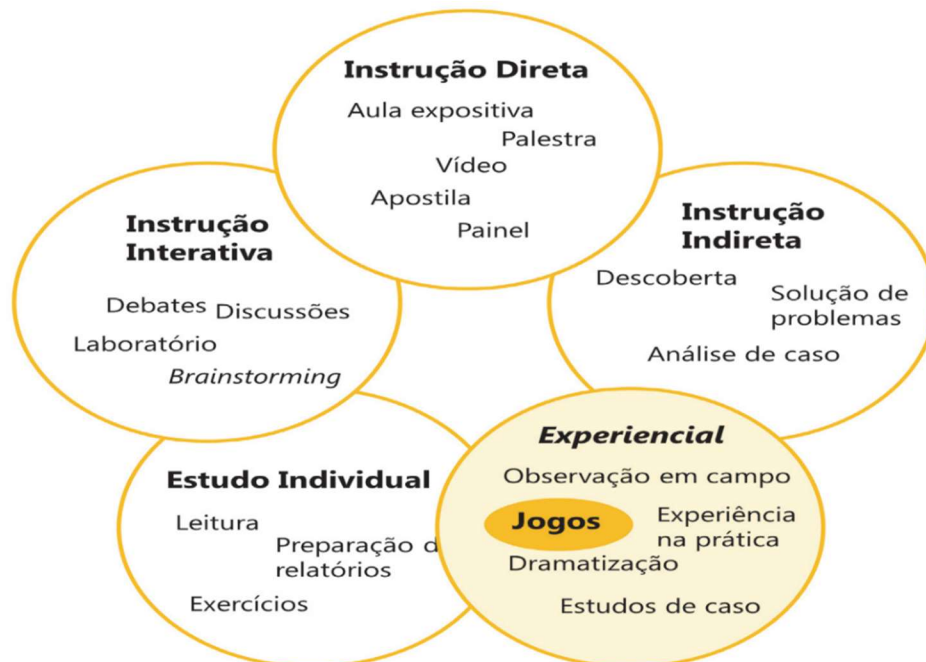 Instrução Direta
Aula expositiva
Palestra
Vídeo
Apostila
Painel
Instrução
Interativa
Debates
Discussões
Laboratório
Brainstorming
Instrução
Indireta
Descoberta
Solução de
problemas
Análise de caso
Estudo Individual
Leitura
Preparação d
relatórios
Exercícios
Experiencial
Observação em campo
Jogos
Experiência
na prática
Dramatização
Estudos de caso